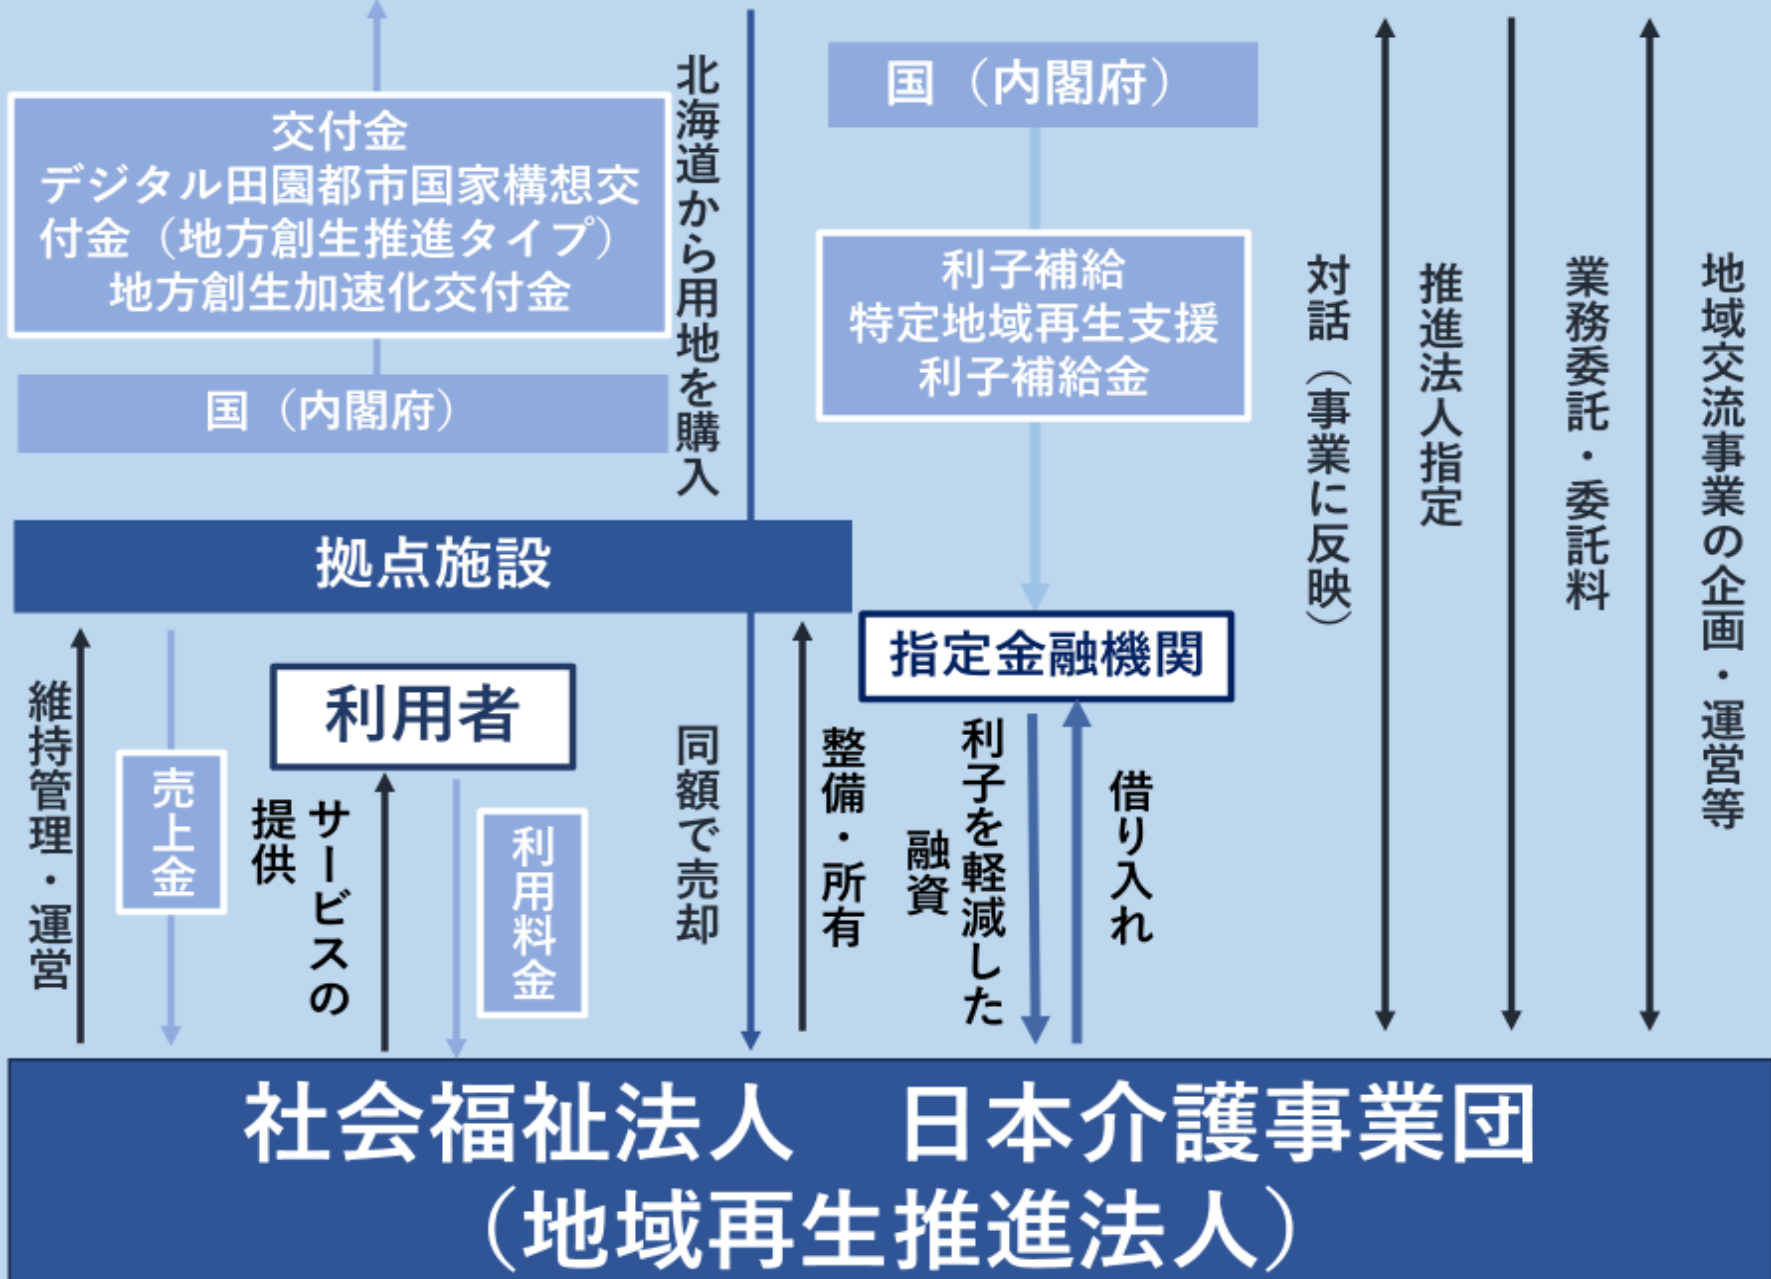 交付金
デジタル田園都市国家構想交
付金（地方創生推進タイプ）
地方創生加速化交付金
国（内閣府）
北海道から用地を購入
国（内閣府）
利子補給
特定地域再生支援
利子補給金
対話（事業に反映）
推進法人指定
業務委託・委託料
地域交流事業の企画・運営等
拠点施設
指定金融機関
維持管理・運営
売上金
利用者
サービスの
提供
利用料金
同額で売却
整備・所有
利子を軽減した
融資
借り入れ
社会福祉法人　日本介護事業団
（地域再生推進法人）